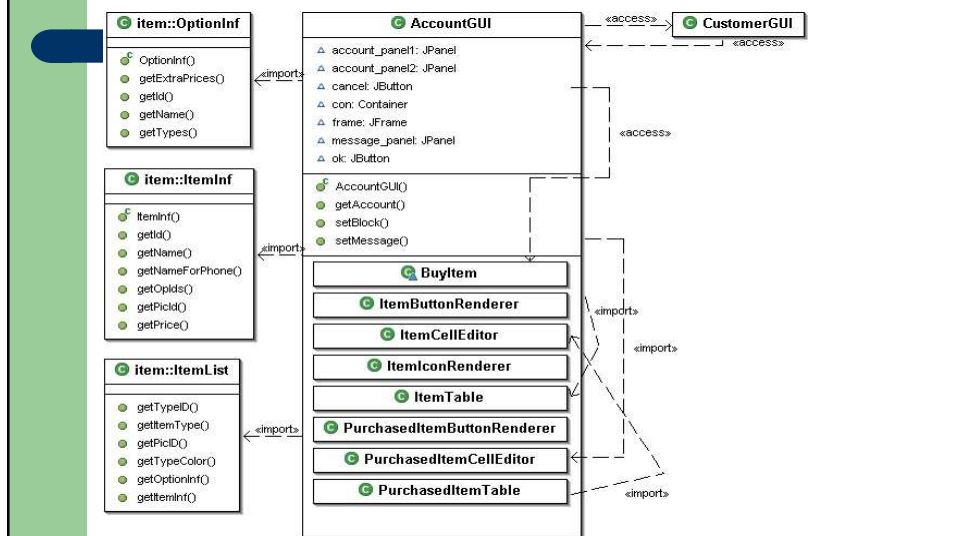 item::OptionInf
OptionInf()
getExtraPrices()
getId()
getName()
getTypes()
«import»
item::ItemInf
ItemInf()
getId()
getName()
getNameForPhone()
getOpIds()
getPicId()
getPrice()
«import»
item::ItemList
getTypeID()
getItemType()
getPicID()
getTypeColor()
getOptionInf()
getItemInf()
«import»
AccountGUI
account_panel1: JPanel
account_panel2: JPanel
cancel: JButton
con: Container
frame: JFrame
message_panel: JPanel
ok: JButton
AccountGUI()
getAccount()
setBlock()
setMessage()
BuyItem
ItemButtonRenderer
ItemCellEditor
ItemIconRenderer
ItemTable
PurchasedItemButtonRenderer
PurchasedItemCellEditor
PurchasedItemTable
«access»
CustomerGUI
«access»
«access»
«import»
«import»
«import»